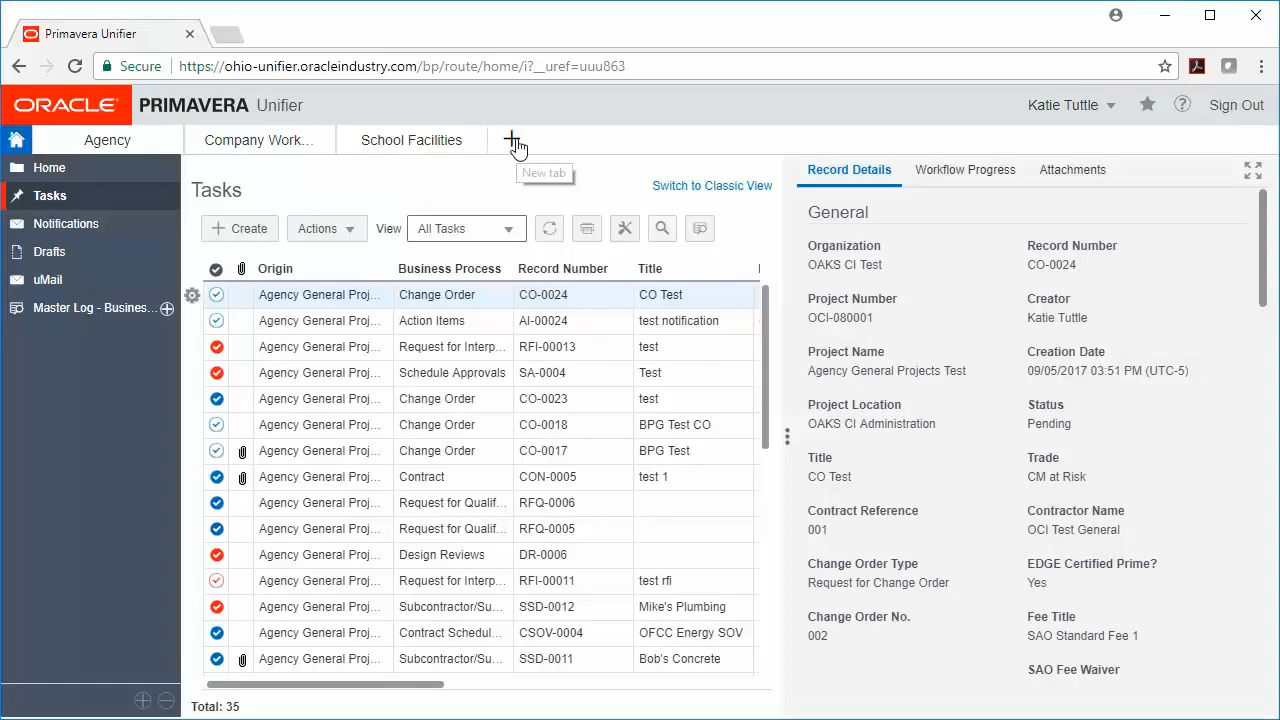 Primavera Unifier
Secure https://ohio-unifier.oracleindustry.com/bp/route/home/i?__uref=uuu863
ORACLE PRIMAVERA Unifier
Katie Tuttle
Sign Out
Agency
Company Work...
School Facilities
New tab
Home
Tasks
Notifications
Drafts
uMail
Master Log - Busines...
Tasks
Switch to Classic View
Create
Actions
View
All Tasks
Origin Business Process Record Number Title
Agency General Proj... Change Order CO-0024 CO Test
Agency General Proj... Action Items AI-00024 test notification
Agency General Proj... Request for Interp... RFI-00013 test
Agency General Proj... Schedule Approvals SA-0004 Test
Agency General Proj... Change Order CO-0023 test
Agency General Proj... Change Order CO-0018 BPG Test CO
Agency General Proj... Change Order CO-0017 BPG Test
Agency General Proj... Contract CON-0005 test 1
Agency General Proj... Request for Qualif... RFQ-0006
Agency General Proj... Request for Qualif... RFQ-0005
Agency General Proj... Design Reviews DR-0006
Agency General Proj... Request for Interp... RFI-00011 test rfi
Agency General Proj... Subcontractor/Su... SSD-0012 Mike's Plumbing
Agency General Proj... Contract Schedul... CSOV-0004 OFCC Energy SOV
Agency General Proj... Subcontractor/Su... SSD-0011 Bob's Concrete
Total: 35
Record Details
Workflow Progress
Attachments
General
Organization Record Number
OAKS CI Test CO-0024
Project Number Creator
OCI-080001 Katie Tuttle
Project Name Creation Date
Agency General Projects Test 09/05/2017 03:51 PM (UTC-5)
Project Location Status
OAKS CI Administration Pending
Title Trade
CO Test CM at Risk
Contract Reference Contractor Name
001 OCI Test General
Change Order Type EDGE Certified Prime?
Request for Change Order Yes
Change Order No. Fee Title
002 SAO Standard Fee 1
SAO Fee Waiver